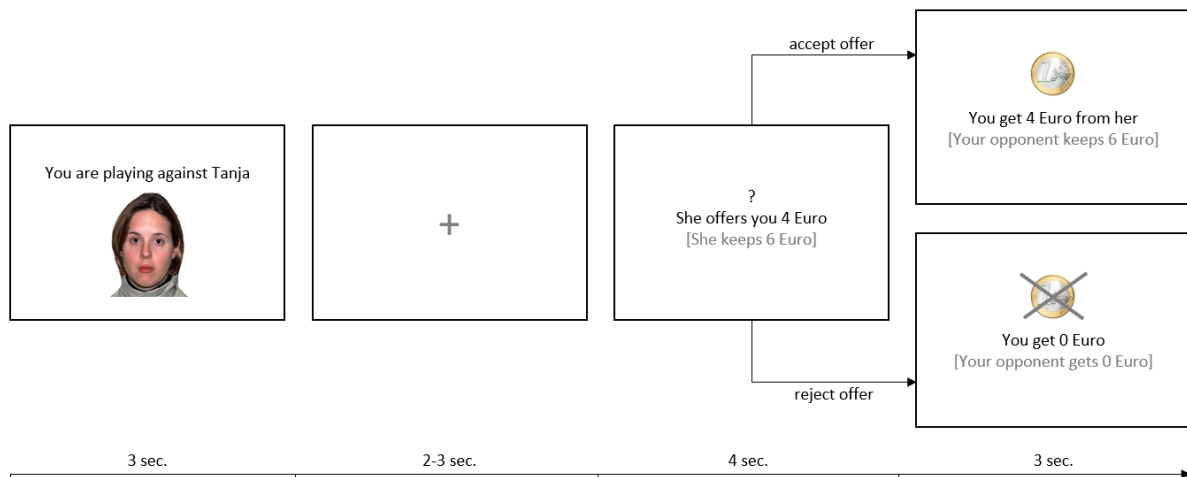 You are playing against Tanja
+
?
She offers you 4 Euro
[She keeps 6 Euro]
accept offer
You get 4 Euro from her
[Your opponent keeps 6 Euro]
You get 0 Euro
[Your opponent gets 0 Euro]
reject offer
3 sec.
2-3 sec.
4 sec.
3 sec.